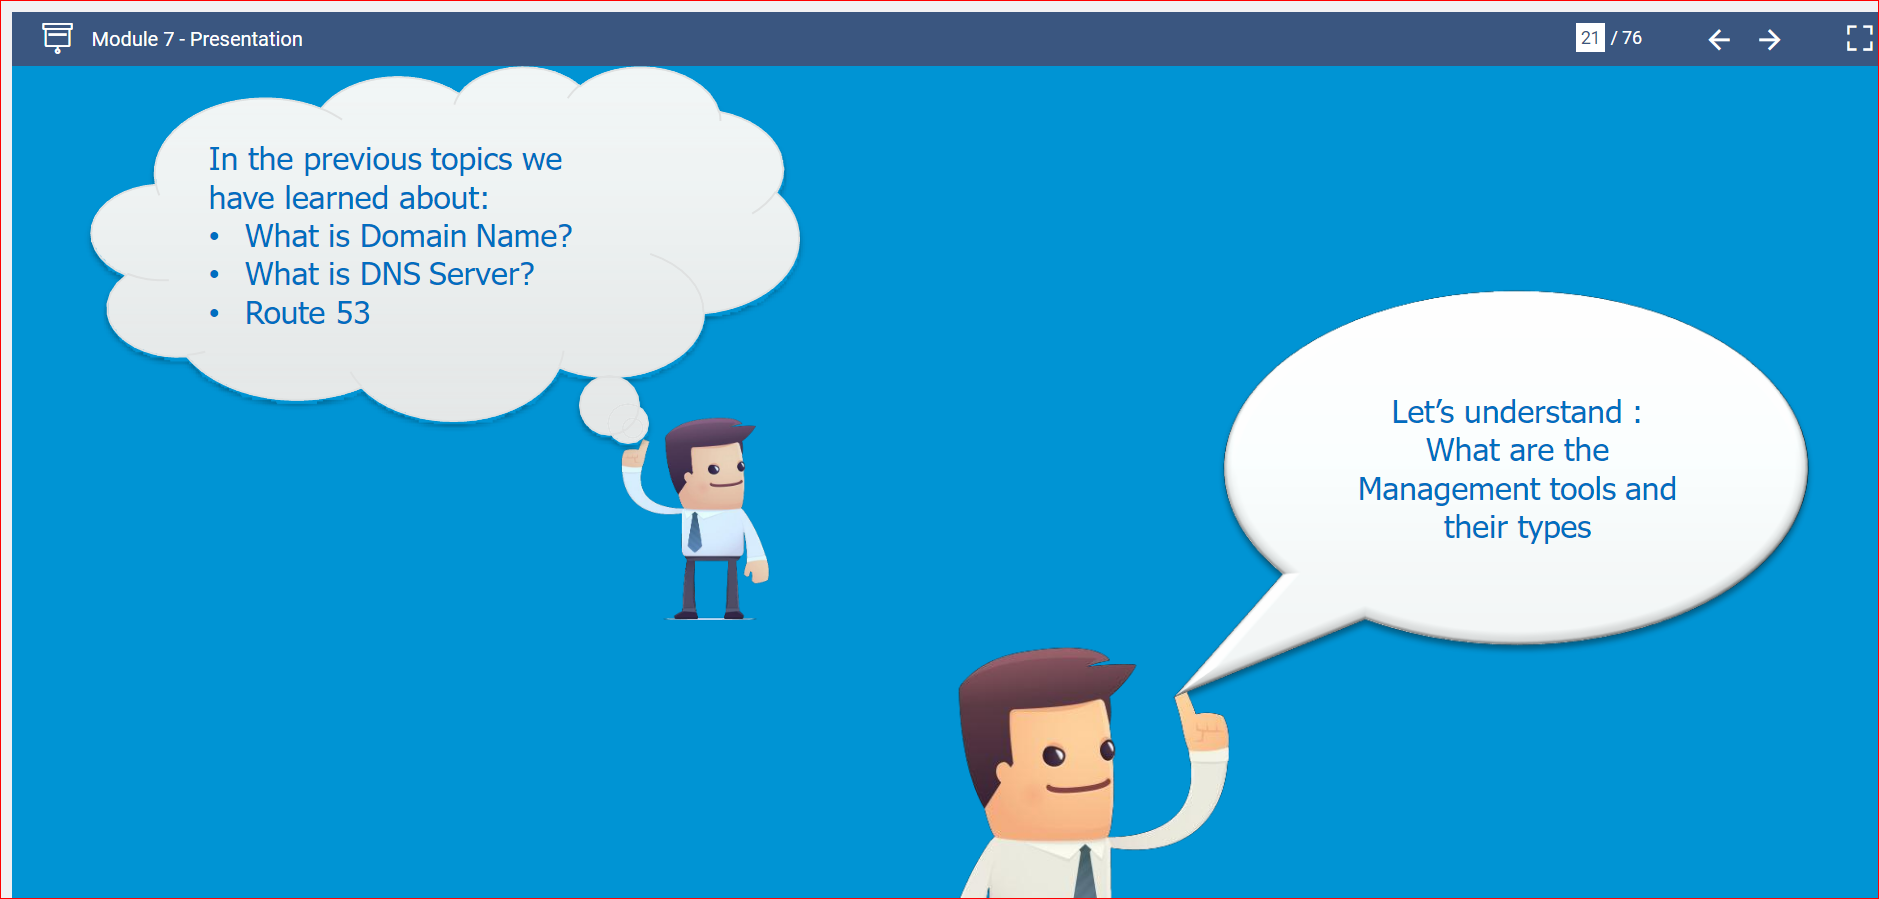 Module 7 - Presentation
21 / 76
In the previous topics we
have learned about:
• What is Domain Name?
• What is DNS Server?
• Route 53
Let’s understand :
What are the
Management tools and
their types